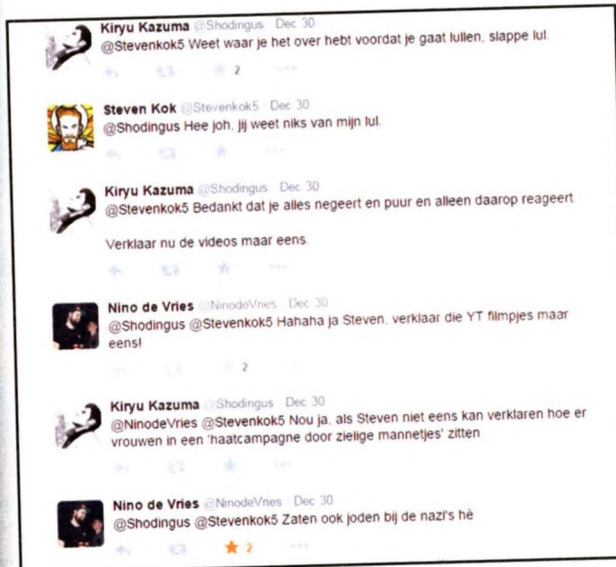 Kiryu Kazuma @Shodingus Dec 30
@Stevenkok5 Weet waar je het over hebt voordat je gaat lullen, slappe lul.
2
Steven Kok @Stevenkok5 Dec 30
@Shodingus Hee joh, jij weet niks van mijn lul.
Kiryu Kazuma @Shodingus Dec 30
@Stevenkok5 Bedankt dat je alles negeert en puur en alleen daarop reageert
Verklaar nu de videos maar eens.
Nino de Vries @NinodeVries Dec 30
@Shodingus @Stevenkok5 Hahaha ja Steven, verklaar die YT filmpjes maar
eens!
2
Kiryu Kazuma @Shodingus Dec 30
@NinodeVries @Stevenkok5 Nou ja, als Steven niet eens kan verklaren hoe er
vrouwen in een 'haatcampagne door zielige mannetjes' zitten
Nino de Vries @NinodeVries Dec 30
@Shodingus @Stevenkok5 Zaten ook joden bij de nazi's hè
2